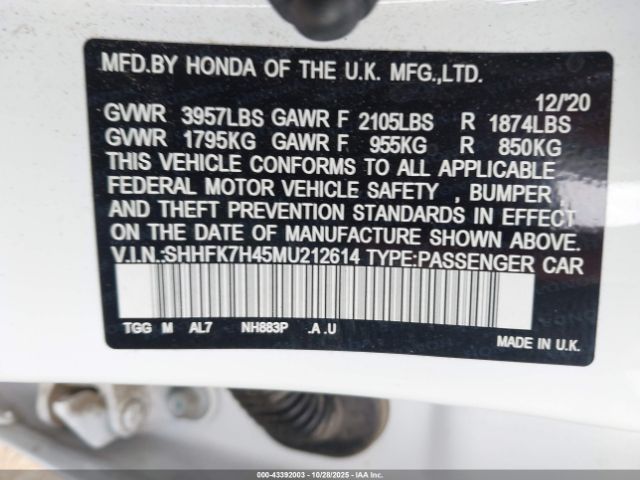 MFD.BY HONDA OF THE U.K. MFG.,LTD.
12/'20
GVWR 3957LBS GAWR F 2105LBS R 1874LBS
GVWR 1795KG GAWR F 955KG R 850KG
THIS VEHICLE CONFORMS TO ALL APPLICABLE
FEDERAL MOTOR VEHICLE SAFETY , BUMPER ,
AND THEFT PREVENTION STANDARDS IN EFFECT
ON THE DATE OF MANUFACTURE SHOWN ABOVE.
V.I.N.:SHHFK7H45MU212614 TYPE:PASSENGER CAR
TGG M AL7 NH883P .A .U
MADE IN U.K.
000-43392003 | 10/28/2025 | © IAA Holdings, LLC